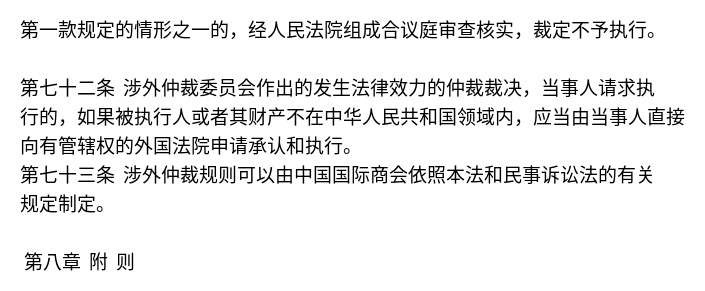 第一款规定的情形之一的，经人民法院组成合议庭审查核实，裁定不予执行。
第七十二条 涉外仲裁委员会作出的发生法律效力的仲裁裁决，当事人请求执
行的，如果被执行人或者其财产不在中华人民共和国领域内，应当由当事人直接
向有管辖权的外国法院申请承认和执行。
第七十三条 涉外仲裁规则可以由中国国际商会依照本法和民事诉讼法的有关
规定制定。
第八章 附 则